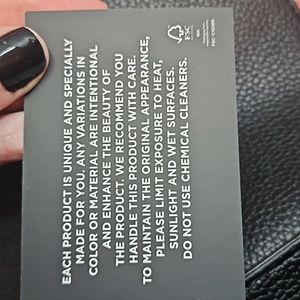 EACH PRODUCT IS UNIQUE AND SPECIALLY
MADE FOR YOU. ANY VARIATIONS IN
COLOR OR MATERIAL ARE INTENTIONAL
AND ENHANCE THE BEAUTY OF
THE PRODUCT. WE RECOMMEND YOU
HANDLE THIS PRODUCT WITH CARE.
TO MAINTAIN THE ORIGINAL APPEARANCE,
PLEASE LIMIT EXPOSURE TO HEAT,
SUNLIGHT AND WET SURFACES.
DO NOT USE CHEMICAL CLEANERS.
FSC
MIX